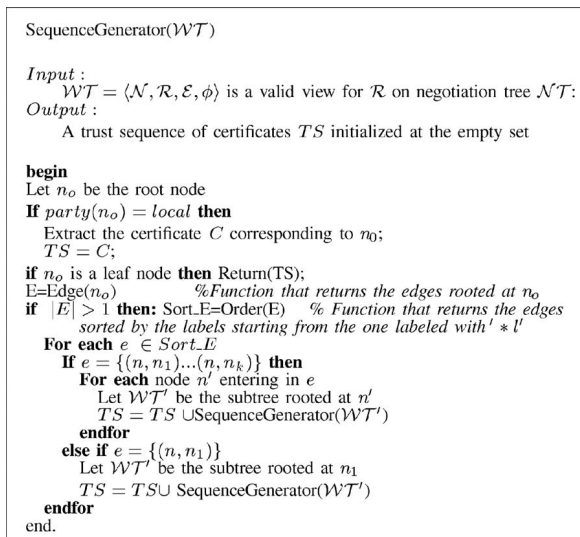 SequenceGenerator(𝒲𝒯)
Input :
𝒲𝒯 = ⟨𝒩, ℛ, ℰ, ϕ⟩ is a valid view for ℛ on negotiation tree 𝒩𝒯:
Output :
A trust sequence of certificates TS initialized at the empty set
begin
Let n_o be the root node
If party(n_o) = local then
Extract the certificate C corresponding to n_0;
TS = C;
if n_o is a leaf node then Return(TS);
E=Edge(n_o) %Function that returns the edges rooted at n_o
if |E| > 1 then: Sort_E=Order(E) % Function that returns the edges
sorted by the labels starting from the one labeled with ' * l'
For each e ∈ Sort_E
If e = {(n, n_1)...(n, n_k)} then
For each node n' entering in e
Let 𝒲𝒯' be the subtree rooted at n'
TS = TS ∪SequenceGenerator(𝒲𝒯')
endfor
else if e = {(n, n_1)}
Let 𝒲𝒯' be the subtree rooted at n_1
TS = TS∪ SequenceGenerator(𝒲𝒯')
endfor
end.